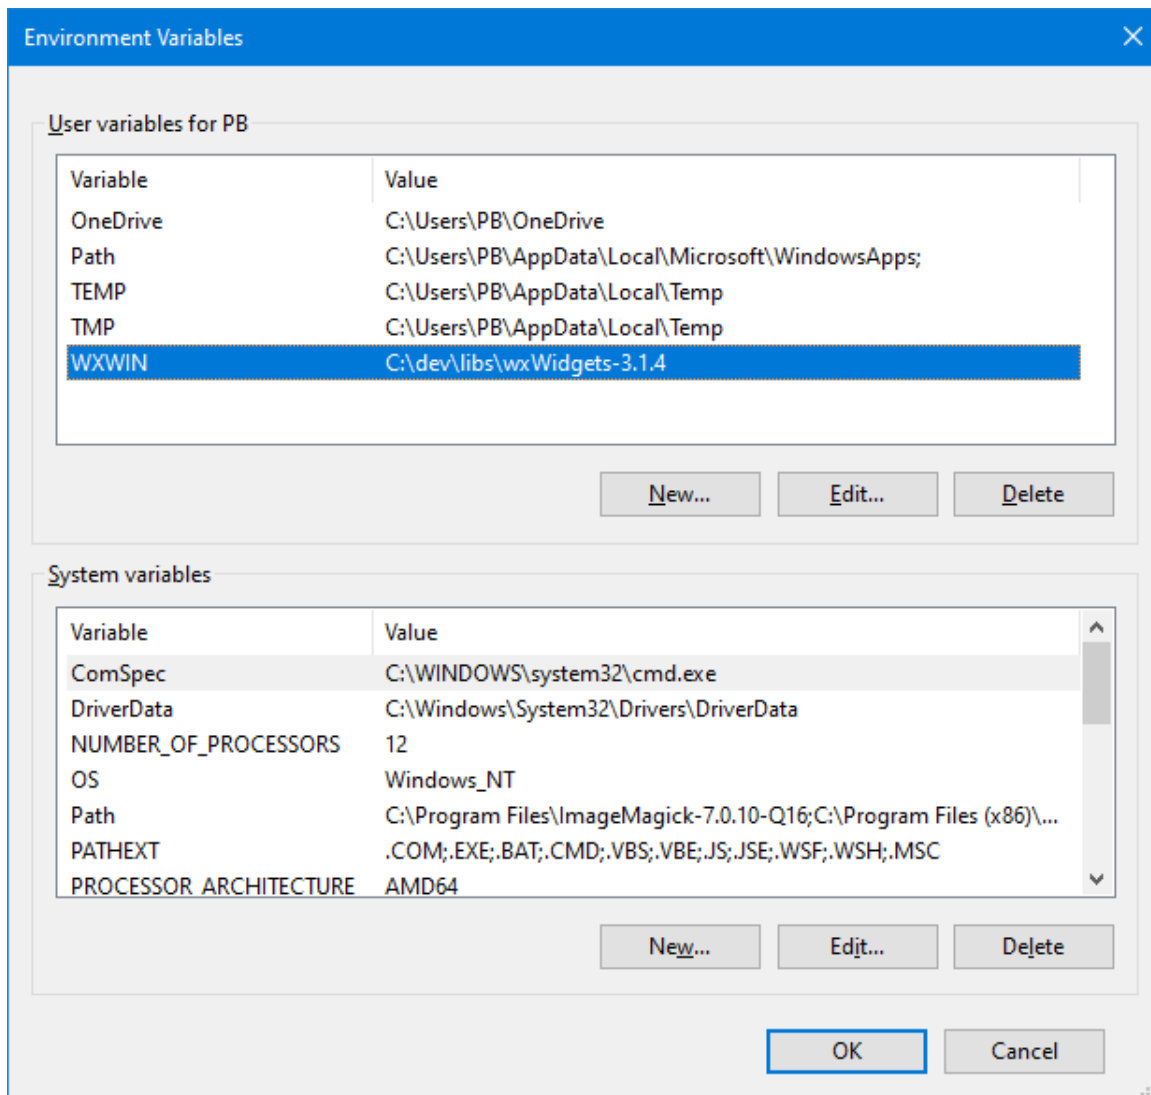 Environment Variables
User variables for PB
Variable Value
OneDrive C:\Users\PB\OneDrive
Path C:\Users\PB\AppData\Local\Microsoft\WindowsApps;
TEMP C:\Users\PB\AppData\Local\Temp
TMP C:\Users\PB\AppData\Local\Temp
WXWIN C:\dev\libs\wxWidgets-3.1.4
New... Edit... Delete
System variables
Variable Value
ComSpec C:\WINDOWS\system32\cmd.exe
DriverData C:\Windows\System32\Drivers\DriverData
NUMBER_OF_PROCESSORS 12
OS Windows_NT
Path C:\Program Files\ImageMagick-7.0.10-Q16;C:\Program Files (x86)\...
PATHEXT .COM;.EXE;.BAT;.CMD;.VBS;.VBE;.JS;.JSE;.WSF;.WSH;.MSC
PROCESSOR_ARCHITECTURE AMD64
New... Edit... Delete
OK Cancel